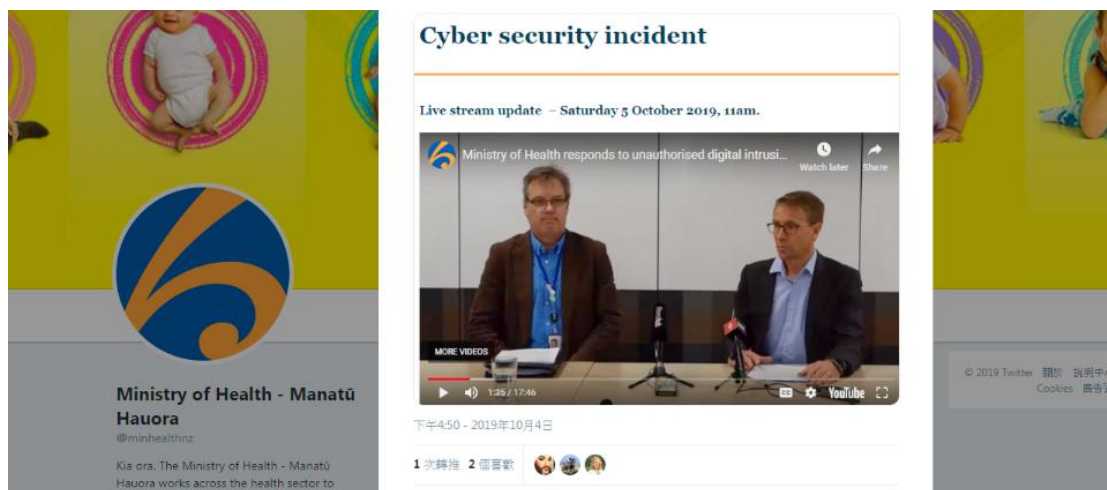 Cyber security incident
Live stream update – Saturday 5 October 2019, 11am.
Ministry of Health responds to unauthorised digital intrusi...
Watch later
Share
MORE VIDEOS
1:35 / 17:46
CC
YouTube
下午4:50 - 2019年10月4日
1 次轉推 2 個喜歡
Ministry of Health - Manatū
Hauora
@minhealthnz
Kia ora. The Ministry of Health - Manatū
Hauora works across the health sector to
© 2019 Twitter 關於 說明中心
Cookies 廣告